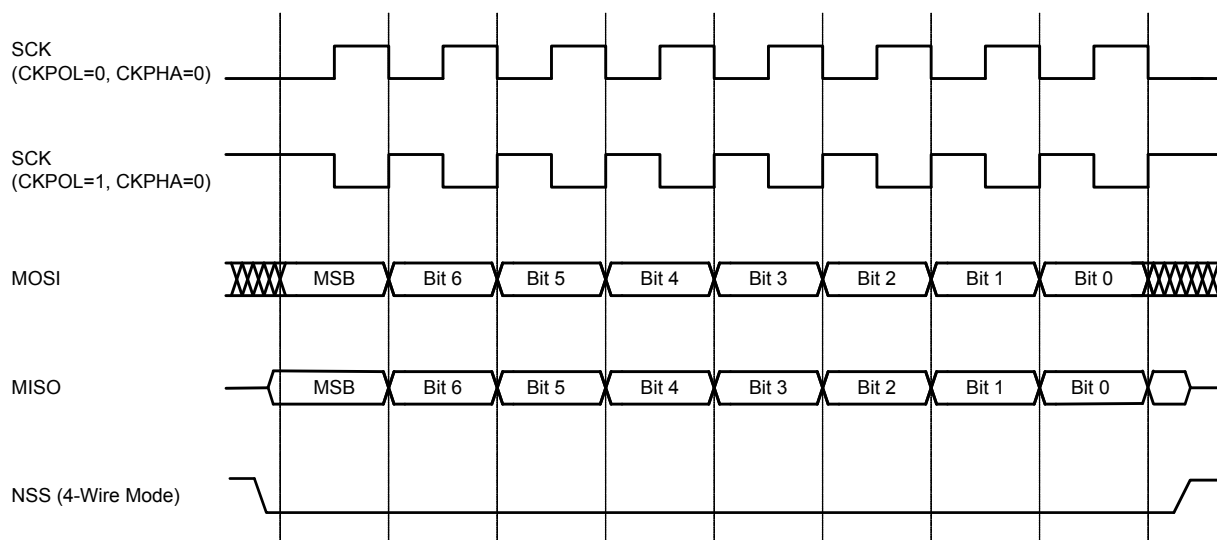 SCK
(CKPOL=0, CKPHA=0)
SCK
(CKPOL=1, CKPHA=0)
MOSI
MSB
Bit 6
Bit 5
Bit 4
Bit 3
Bit 2
Bit 1
Bit 0
MISO
MSB
Bit 6
Bit 5
Bit 4
Bit 3
Bit 2
Bit 1
Bit 0
NSS (4-Wire Mode)